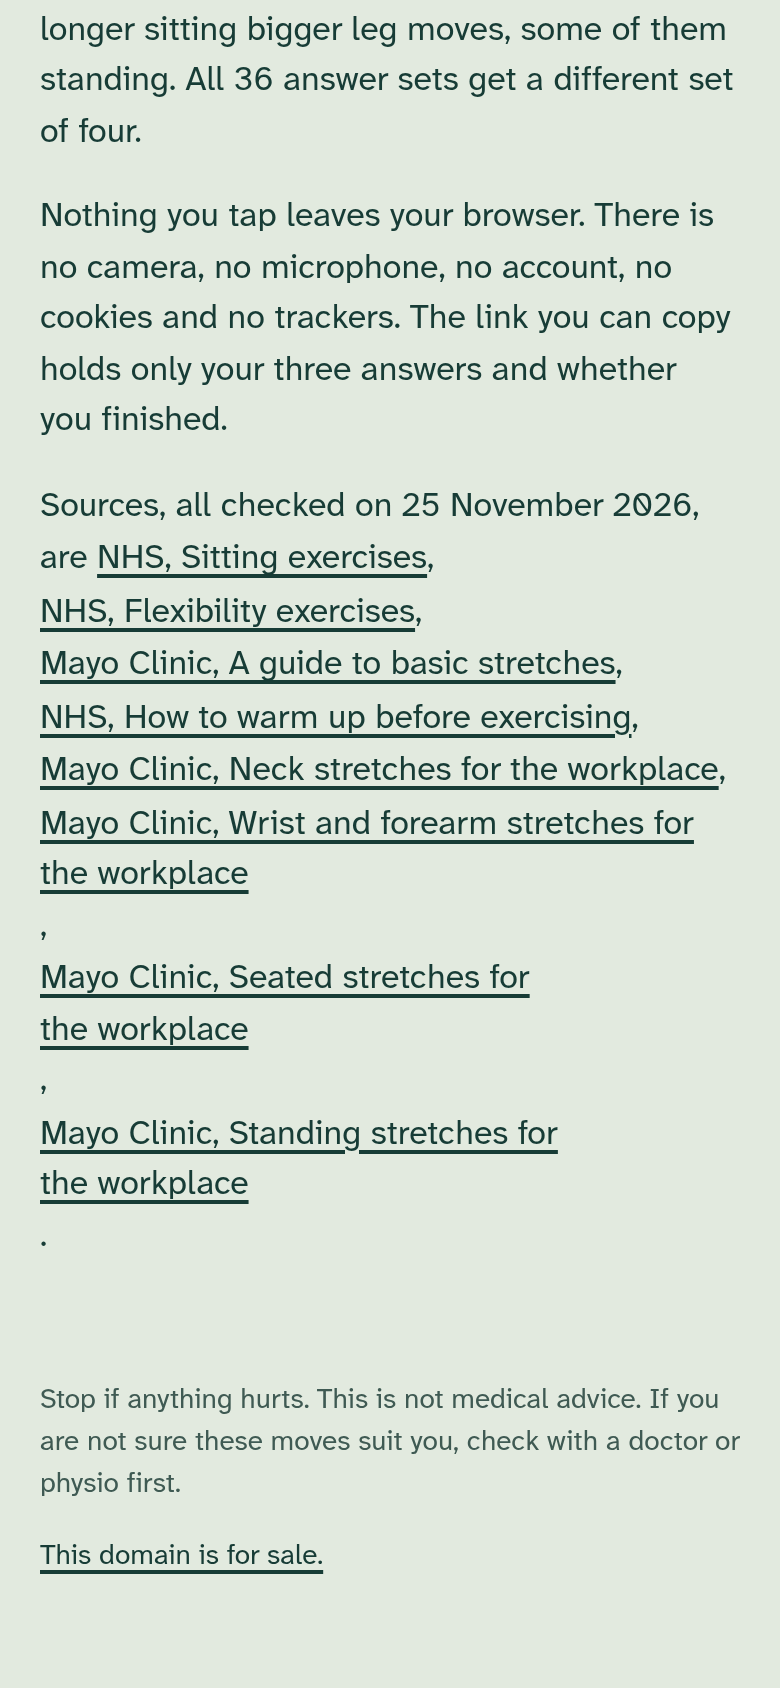 longer sitting bigger leg moves, some of them
standing. All 36 answer sets get a different set
of four.
Nothing you tap leaves your browser. There is
no camera, no microphone, no account, no
cookies and no trackers. The link you can copy
holds only your three answers and whether
you finished.
Sources, all checked on 25 November 2026,
are NHS, Sitting exercises,
NHS, Flexibility exercises,
Mayo Clinic, A guide to basic stretches,
NHS, How to warm up before exercising,
Mayo Clinic, Neck stretches for the workplace,
Mayo Clinic, Wrist and forearm stretches for
the workplace
,
Mayo Clinic, Seated stretches for
the workplace
,
Mayo Clinic, Standing stretches for
the workplace
.
Stop if anything hurts. This is not medical advice. If you
are not sure these moves suit you, check with a doctor or
physio first.
This domain is for sale.